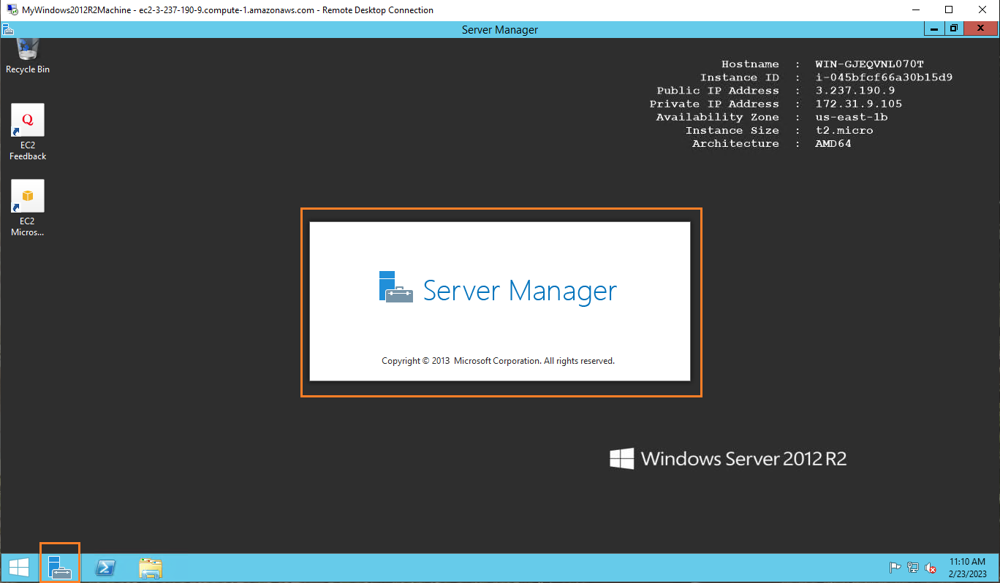 MyWindows2012R2Machine - ec2-3-237-190-9.compute-1.amazonaws.com - Remote Desktop Connection
Server Manager
Recycle Bin
Hostname : WIN-GJEQVNL070T
Instance ID : i-045bfcf66a30b15d9
Public IP Address : 3.237.190.9
Private IP Address : 172.31.9.105
Availability Zone : us-east-1b
Instance Size : t2.micro
Architecture : AMD64
Q
EC2
Feedback
EC2
Micros...
Server Manager
Copyright © 2013 Microsoft Corporation. All rights reserved.
Windows Server 2012 R2
11:10 AM
2/23/2023